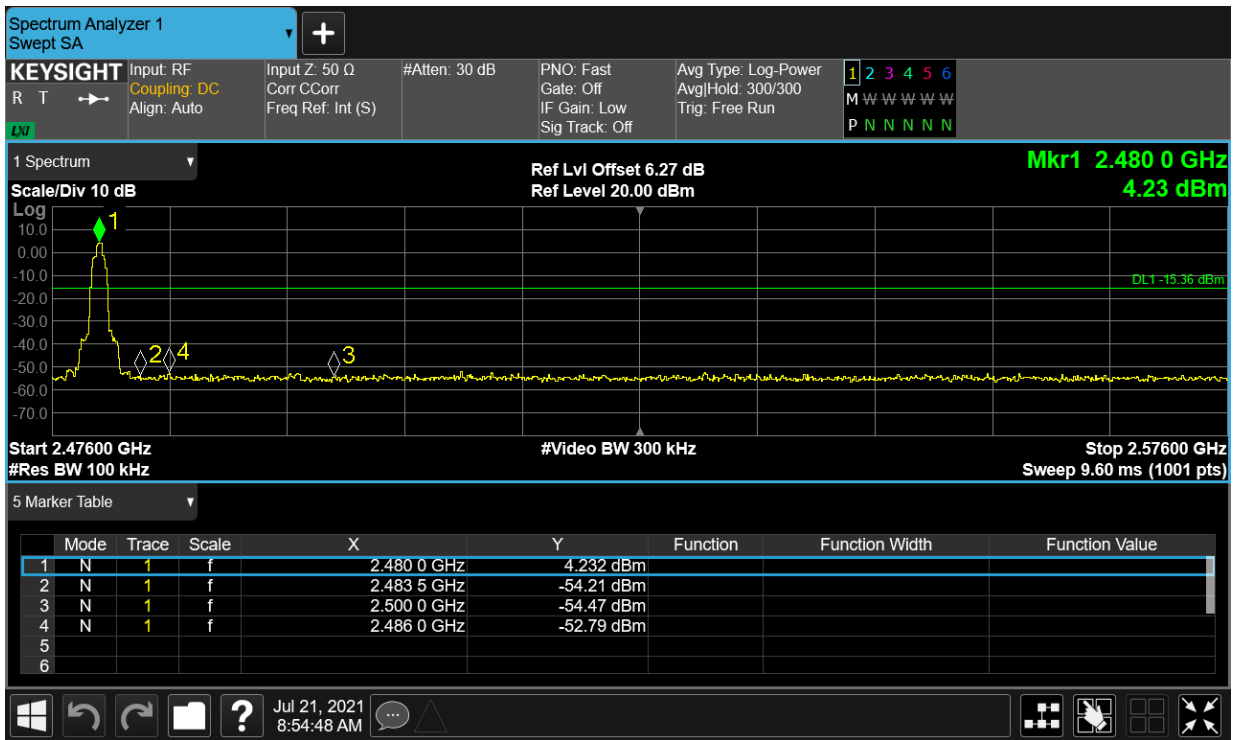 Spectrum Analyzer 1
Swept SA
KEYSIGHT
R T
LXI
Input: RF
Coupling: DC
Align: Auto
Input Z: 50 Ω
Corr CCorr
Freq Ref: Int (S)
#Atten: 30 dB
PNO: Fast
Gate: Off
IF Gain: Low
Sig Track: Off
Avg Type: Log-Power
Avg|Hold: 300/300
Trig: Free Run
1 2 3 4 5 6
M W W W W W
P N N N N N
1 Spectrum
Scale/Div 10 dB
Ref Lvl Offset 6.27 dB
Ref Level 20.00 dBm
Mkr1 2.480 0 GHz
4.23 dBm
Log
10.0
0.00
-10.0
-20.0
-30.0
-40.0
-50.0
-60.0
-70.0
1
2
4
3
DL1 -15.36 dBm
Start 2.47600 GHz
#Res BW 100 kHz
#Video BW 300 kHz
Stop 2.57600 GHz
Sweep 9.60 ms (1001 pts)
5 Marker Table
Mode Trace Scale X Y Function Function Width Function Value
1 N 1 f 2.480 0 GHz 4.232 dBm
2 N 1 f 2.483 5 GHz -54.21 dBm
3 N 1 f 2.500 0 GHz -54.47 dBm
4 N 1 f 2.486 0 GHz -52.79 dBm
5
6
?
Jul 21, 2021
8:54:48 AM